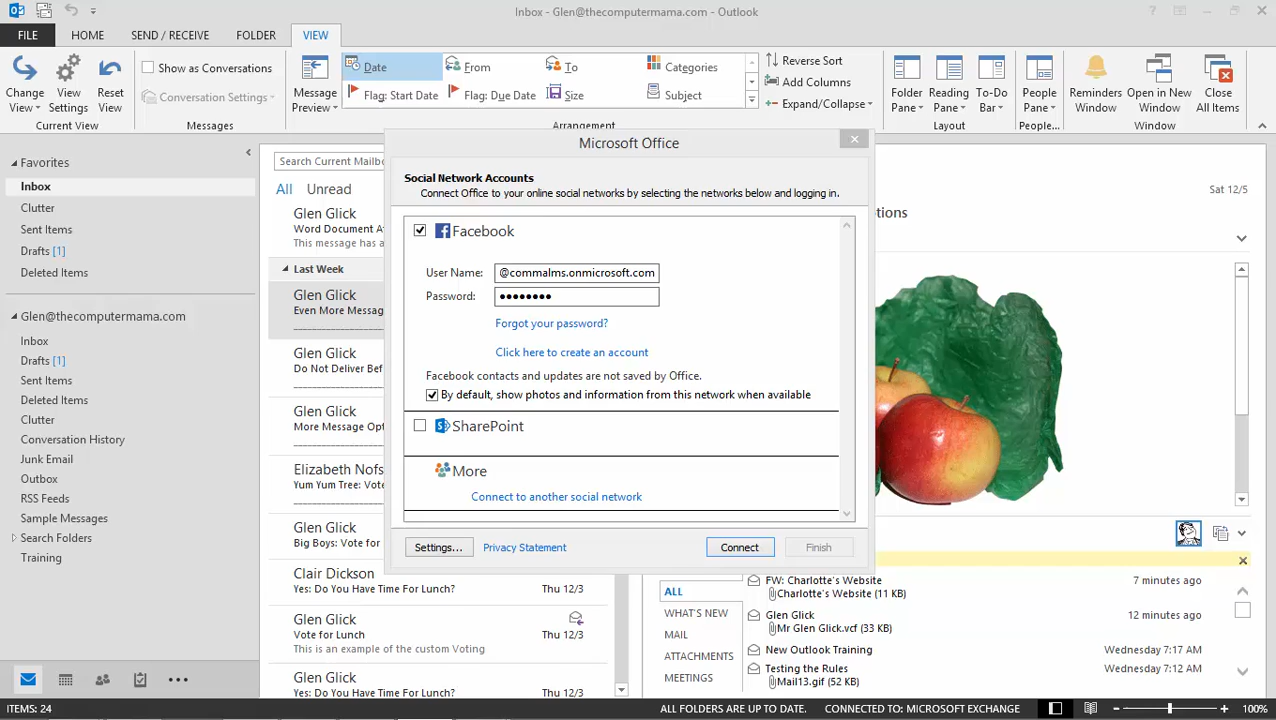 Inbox - Glen@thecomputermama.com - Outlook
FILE HOME SEND / RECEIVE FOLDER VIEW
Change View
View Settings
Reset View
Current View
Show as Conversations
Conversation Settings
Messages
Message Preview
Date From To Categories
Flag: Start Date Flag: Due Date Size Subject
Arrangement
Reverse Sort
Add Columns
Expand/Collapse
Folder Pane
Reading Pane
To-Do Bar
Layout
People Pane
People...
Reminders Window
Open in New Window
Close All Items
Window
Favorites
Inbox
Clutter
Sent Items
Drafts [1]
Deleted Items
Glen@thecomputermama.com
Inbox
Drafts [1]
Sent Items
Deleted Items
Clutter
Conversation History
Junk Email
Outbox
RSS Feeds
Sample Messages
Search Folders
Training
Search Current Mailbo
All Unread
Glen Glick
Word Document At
This message has a
Last Week
Glen Glick
Even More Messag
Glen Glick
Do Not Deliver Bef
Glen Glick
More Message Opt
Elizabeth Nofs
Yum Yum Tree: Vot
Glen Glick
Big Boys: Vote for
Clair Dickson
Yes: Do You Have Time For Lunch? Thu 12/3
Glen Glick
Vote for Lunch Thu 12/3
This is an example of the custom Voting
Glen Glick
Yes: Do You Have Time For Lunch? Thu 12/3
Microsoft Office
Social Network Accounts
Connect Office to your online social networks by selecting the networks below and logging in.
Facebook
User Name: @commalms.onmicrosoft.com
Password: ••••••••
Forgot your password?
Click here to create an account
Facebook contacts and updates are not saved by Office.
By default, show photos and information from this network when available
SharePoint
More
Connect to another social network
Settings... Privacy Statement Connect Finish
Sat 12/5
otions
ALL
WHAT'S NEW
MAIL
ATTACHMENTS
MEETINGS
FW: Charlotte's Website 7 minutes ago
Charlotte's Website (11 KB)
Glen Glick 12 minutes ago
Mr Glen Glick.vcf (33 KB)
New Outlook Training Wednesday 7:17 AM
Testing the Rules Wednesday 7:12 AM
Mail13.gif (52 KB)
ITEMS: 24 ALL FOLDERS ARE UP TO DATE. CONNECTED TO: MICROSOFT EXCHANGE 100%